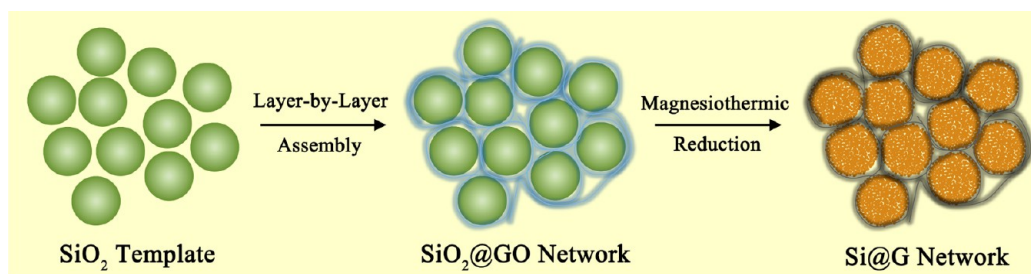 Layer-by-Layer
Assembly
Magnesiothermic
Reduction
SiO₂ Template
SiO₂@GO Network
Si@G Network